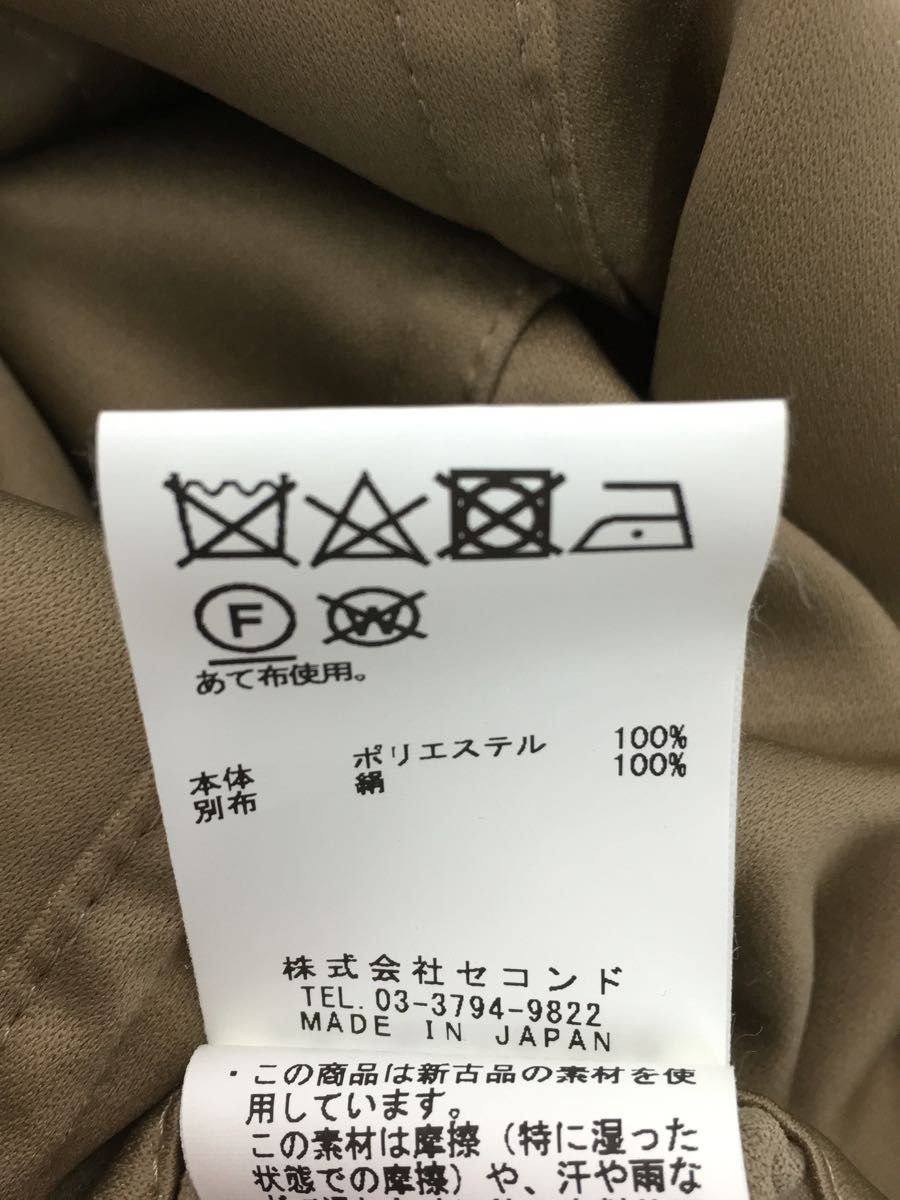 F W
あて布使用。
本体 ポリエステル 100%
別布 絹 100%
株式会社セコンド
TEL. 03-3794-9822
MADE IN JAPAN
・この商品は新古品の素材を使
用しています。
この素材は摩擦（特に湿った
状態での摩擦）や、汗や雨な